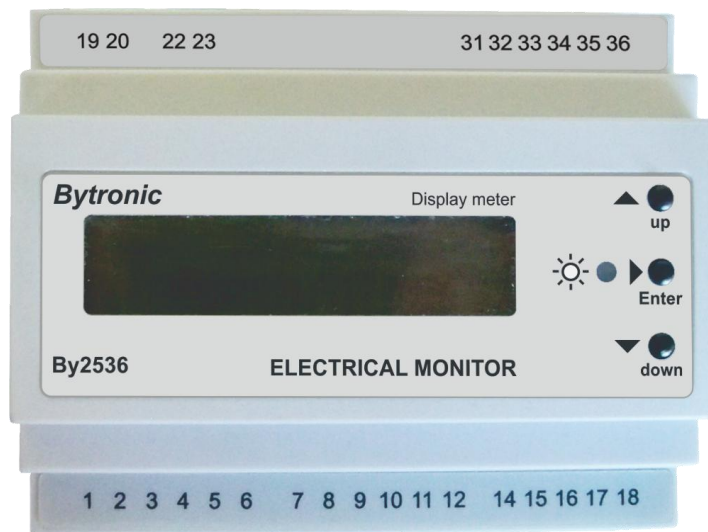 19 20 22 23 31 32 33 34 35 36
Bytronic Display meter
up
Enter
By2536 ELECTRICAL MONITOR down
1 2 3 4 5 6 7 8 9 10 11 12 14 15 16 17 18